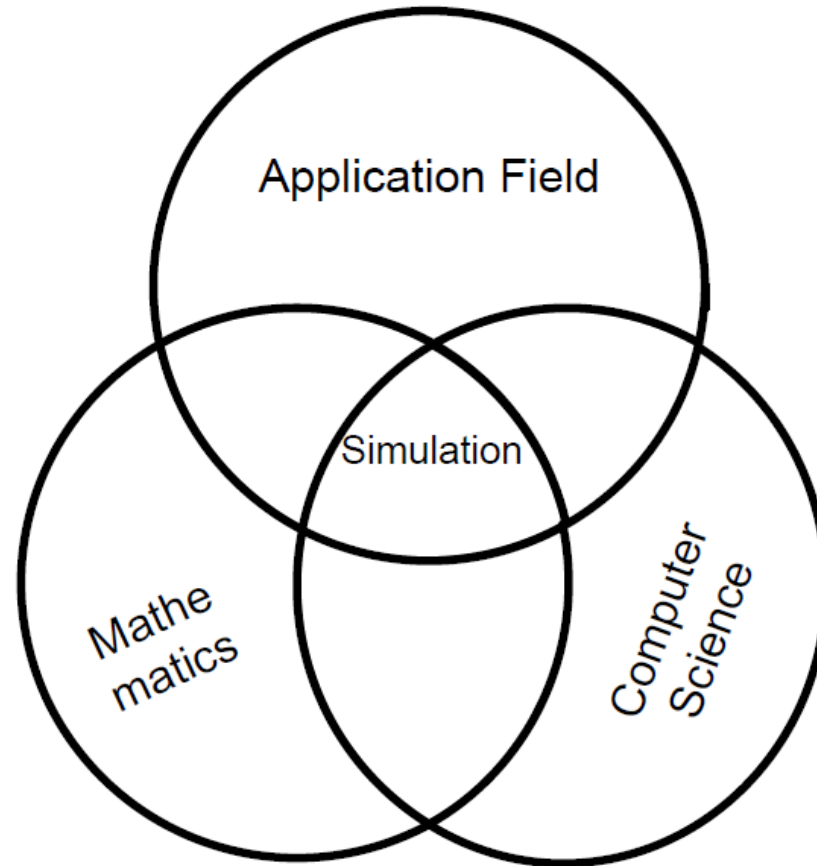 Application Field
Simulation
Mathe
matics
Computer
Science